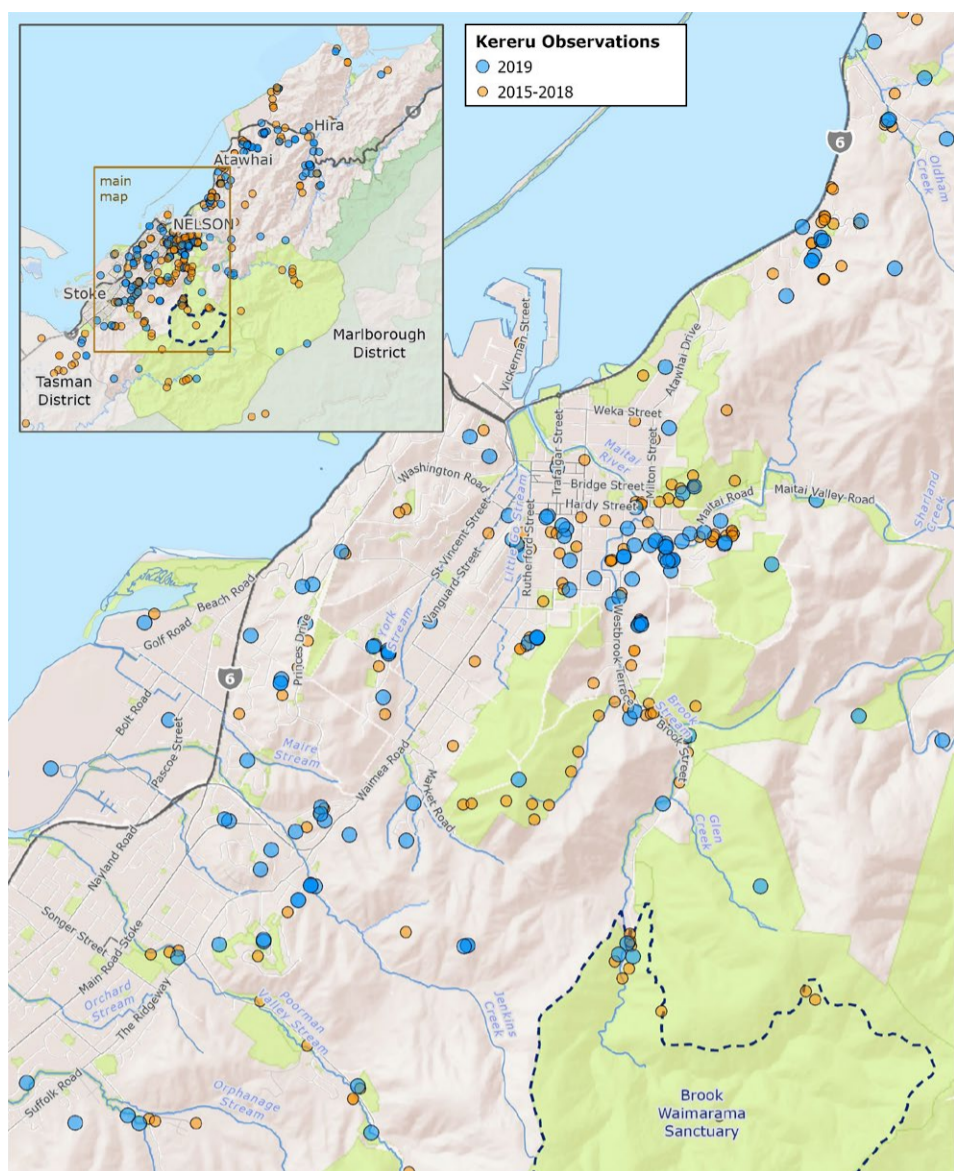 Kereru Observations
2019
2015-2018
6
Hira
Atawhai
main
map
NELSON
Stoke
Marlborough
District
Tasman
District
6
Oldham
Creek
Vickerman Street
Atawhai Drive
Weka Street
Trafalgar Street
Maitai
River
Milton Street
Washington Road
Bridge Street
Hardy Street
Maitai Road
Maitai Valley Road
Sharland
Creek
St Vincent Street
Vanguard Street
Little Go Stream
Rutherford Street
Beach Road
Golf Road
York
Stream
Princes Drive
Westbrook Terrace
6
Bolt Road
Pascoe Street
Maire
Stream
Waimea Road
Market Road
Brook
Stream
Brook Street
Glen
Creek
Nayland Road
Songer Street
Main Road Stoke
Orchard
Stream
The Ridgeway
Poorman
Valley Stream
Jenkins
Creek
Suffolk Road
Orphanage
Stream
Brook
Waimarama
Sanctuary